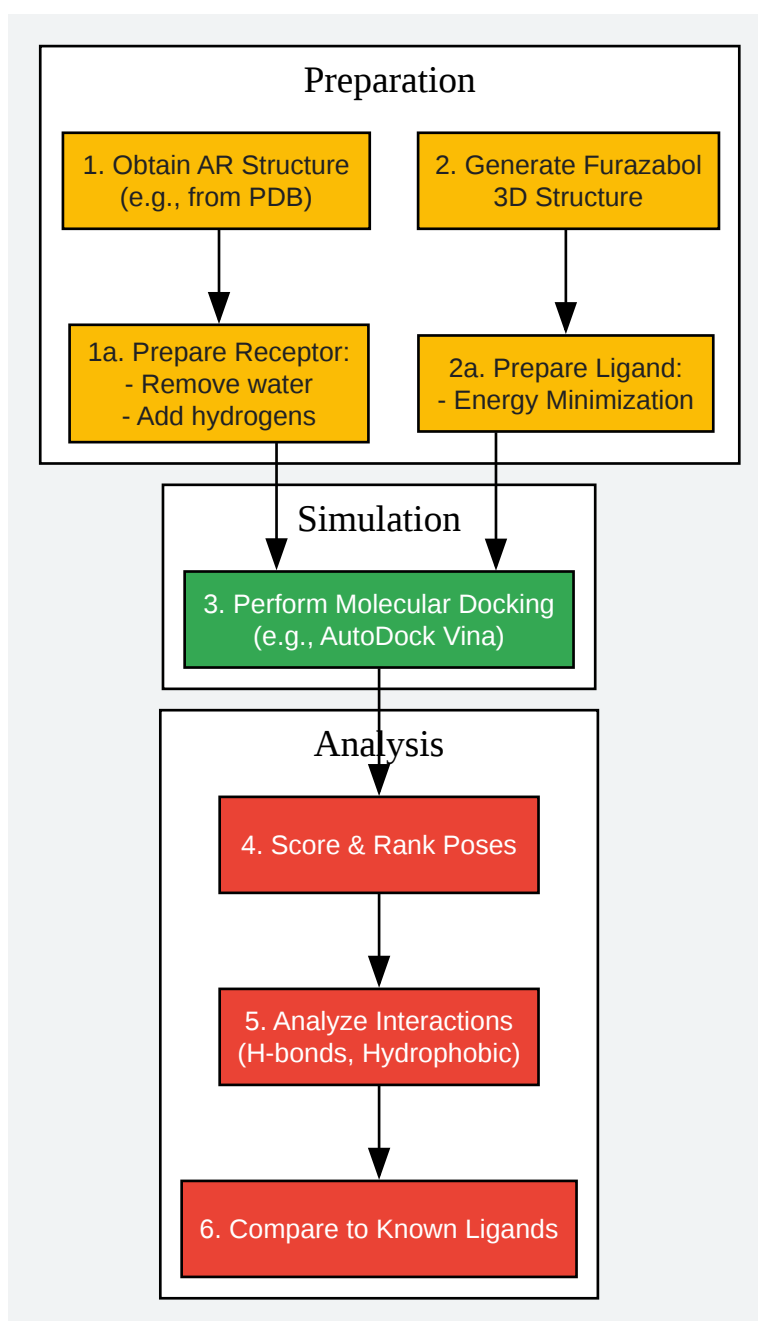 Preparation
1. Obtain AR Structure
(e.g., from PDB)
2. Generate Furazabol
3D Structure
1a. Prepare Receptor:
- Remove water
- Add hydrogens
2a. Prepare Ligand:
- Energy Minimization
Simulation
3. Perform Molecular Docking
(e.g., AutoDock Vina)
Analysis
4. Score & Rank Poses
5. Analyze Interactions
(H-bonds, Hydrophobic)
6. Compare to Known Ligands